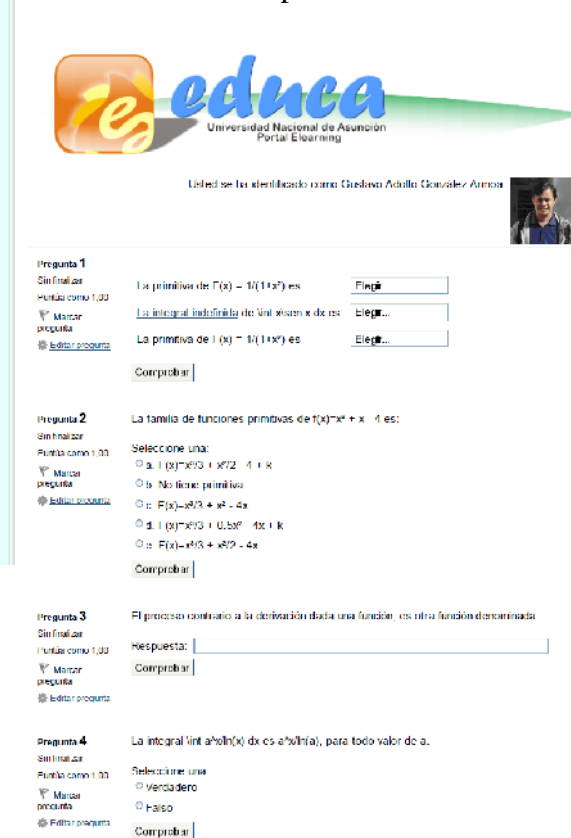 educa
Universidad Nacional de Asunción
Portal Elearning
Usted se ha identificado como Gustavo Adolfo González Armoa
Pregunta 1
Sin finalizar
Puntúa como 1,00
Marcar
pregunta
Editar pregunta
La primitiva de F(x) = 1/(1+x²) es
Elegir...
La integral indefinida de \int x\sen x dx es
Elegir...
La primitiva de F(x) = 1/(1+x²) es
Elegir...
Comprobar
Pregunta 2
Sin finalizar
Puntúa como 1,00
Marcar
pregunta
Editar pregunta
La familia de funciones primitivas de f(x)=x² + x - 4 es:
Seleccione una:
a. F(x)=x³/3 + x²/2 - 4 + k
b. No tiene primitiva
c. F(x)=x³/3 + x² - 4x
d. F(x)=x³/3 + 0.5x² - 4x + k
e. F(x)=x³/3 + x²/2 - 4x
Comprobar
Pregunta 3
Sin finalizar
Puntúa como 1,00
Marcar
pregunta
Editar pregunta
El proceso contrario a la derivación dada una función, es otra función denominada
Respuesta:
Comprobar
Pregunta 4
Sin finalizar
Puntúa como 1,00
Marcar
pregunta
Editar pregunta
La integral \int a^x/ln(x) dx es a^x/ln(a), para todo valor de a.
Seleccione una
Verdadero
Falso
Comprobar